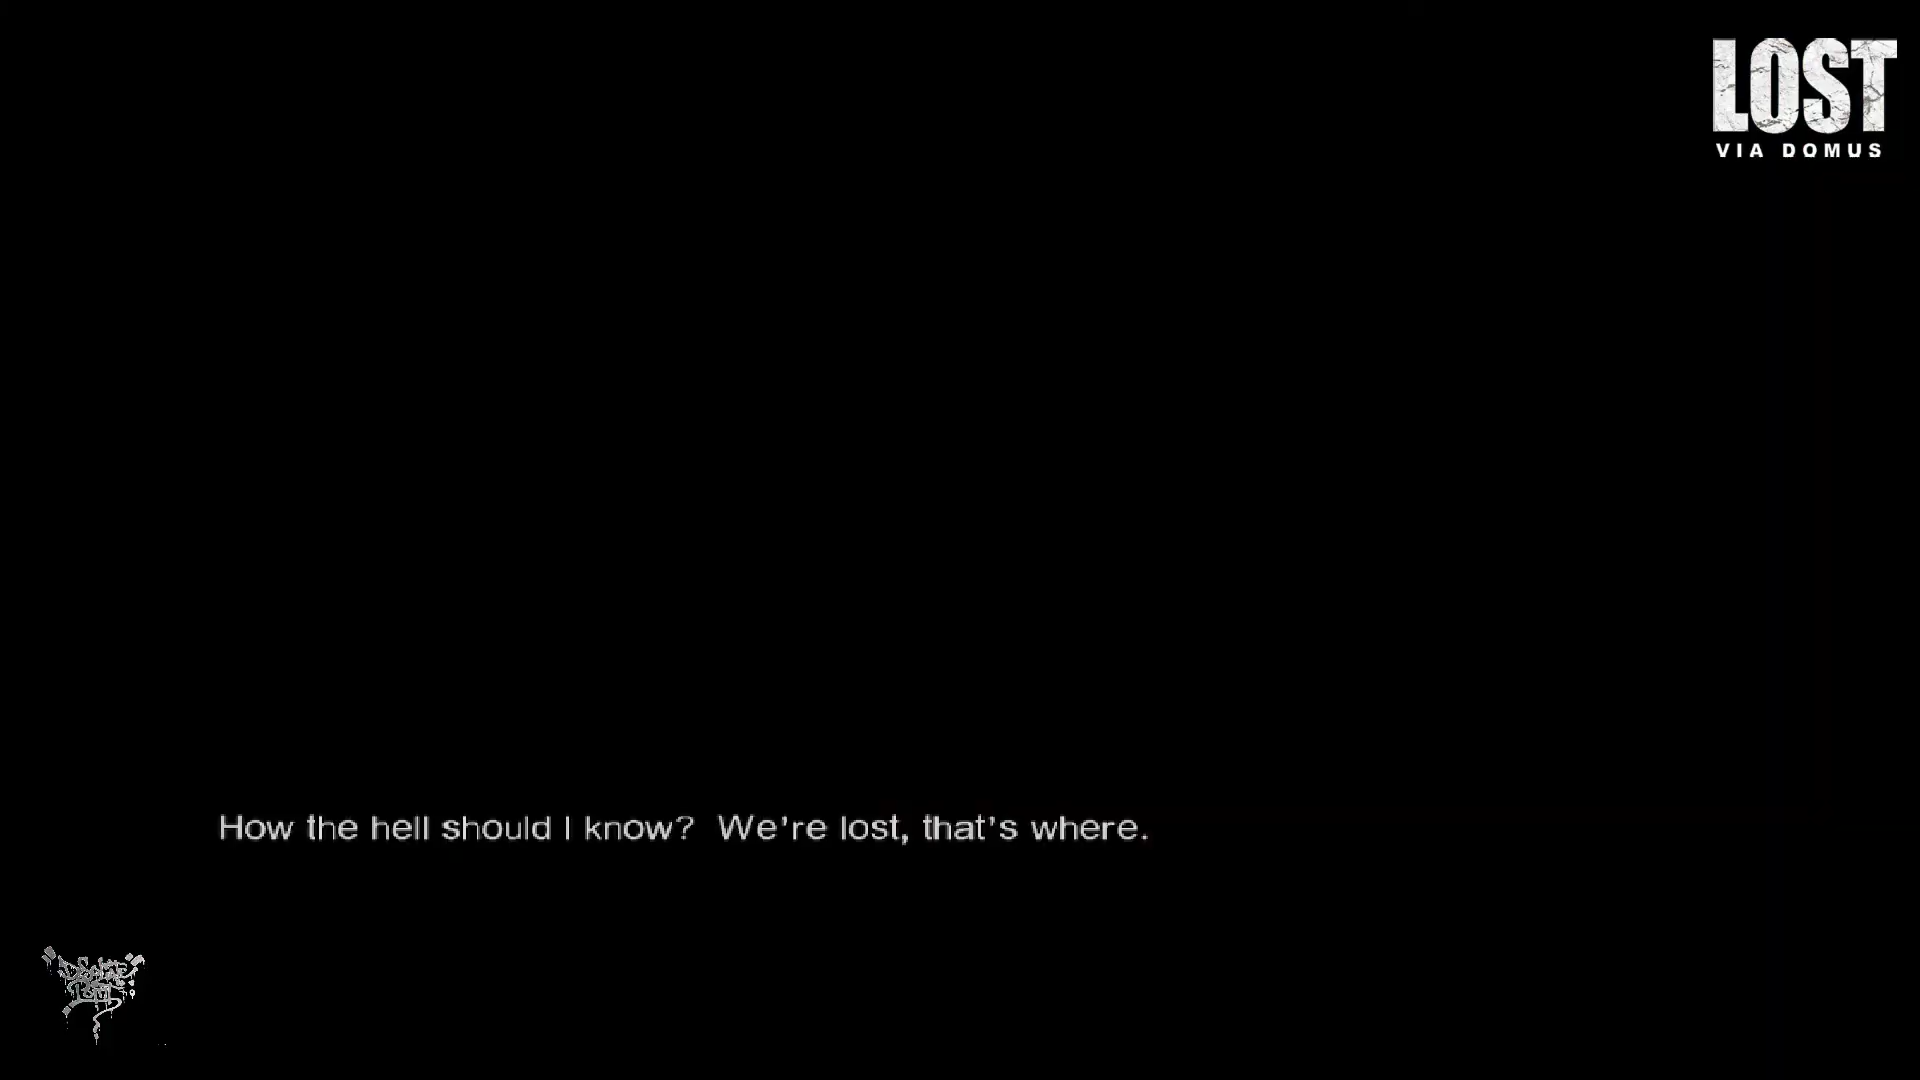 LOST
VIA DOMUS
How the hell should I know?  We're lost, that's where.